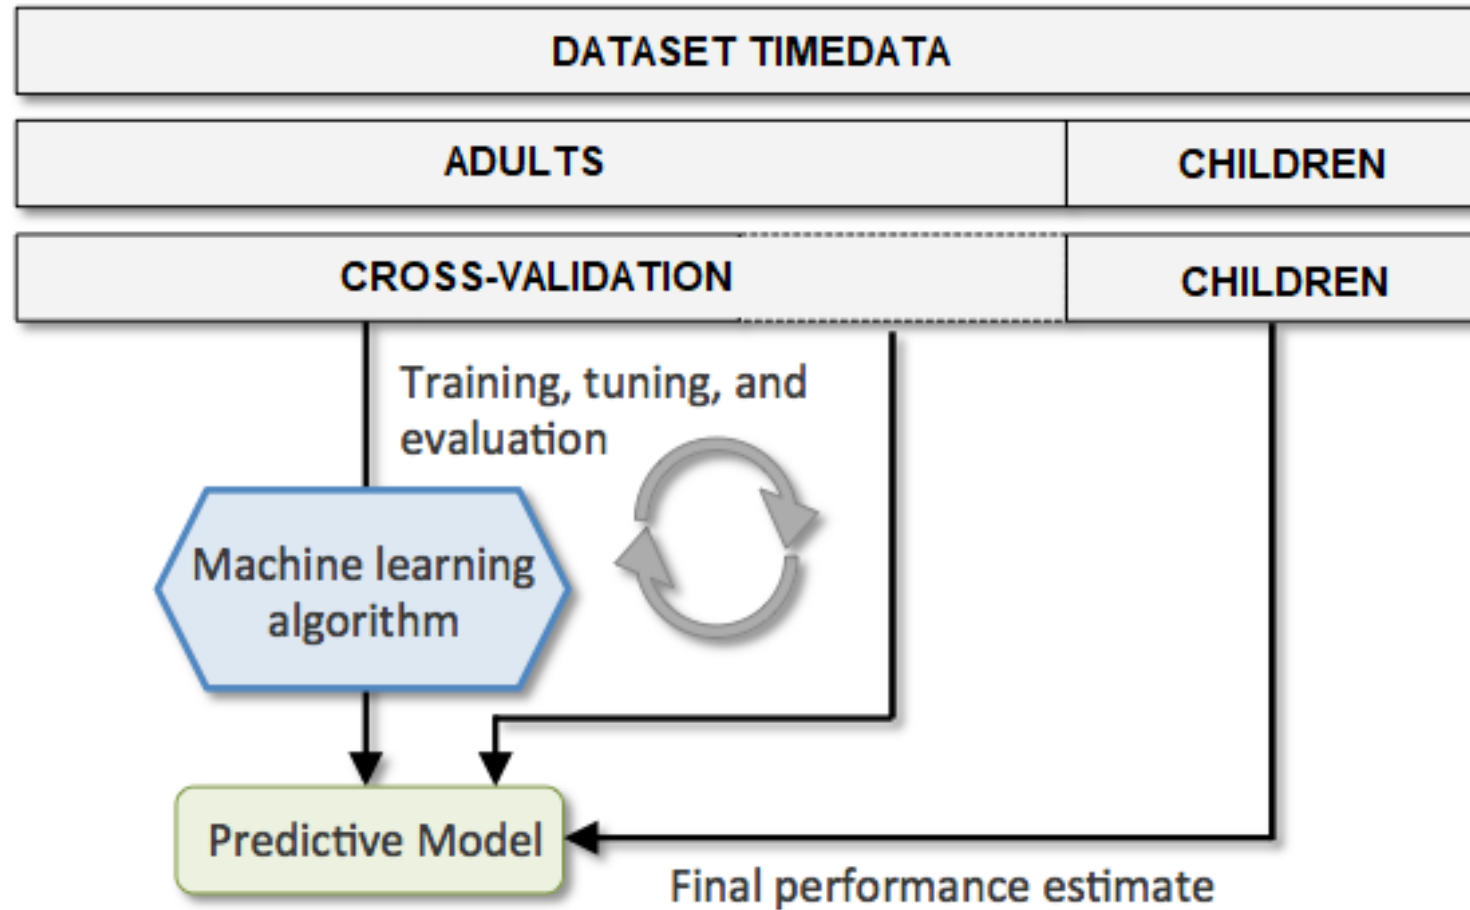 DATASET TIMEDATA
ADULTS
CHILDREN
CROSS-VALIDATION
CHILDREN
Training, tuning, and
evaluation
Machine learning
algorithm
Predictive Model
Final performance estimate